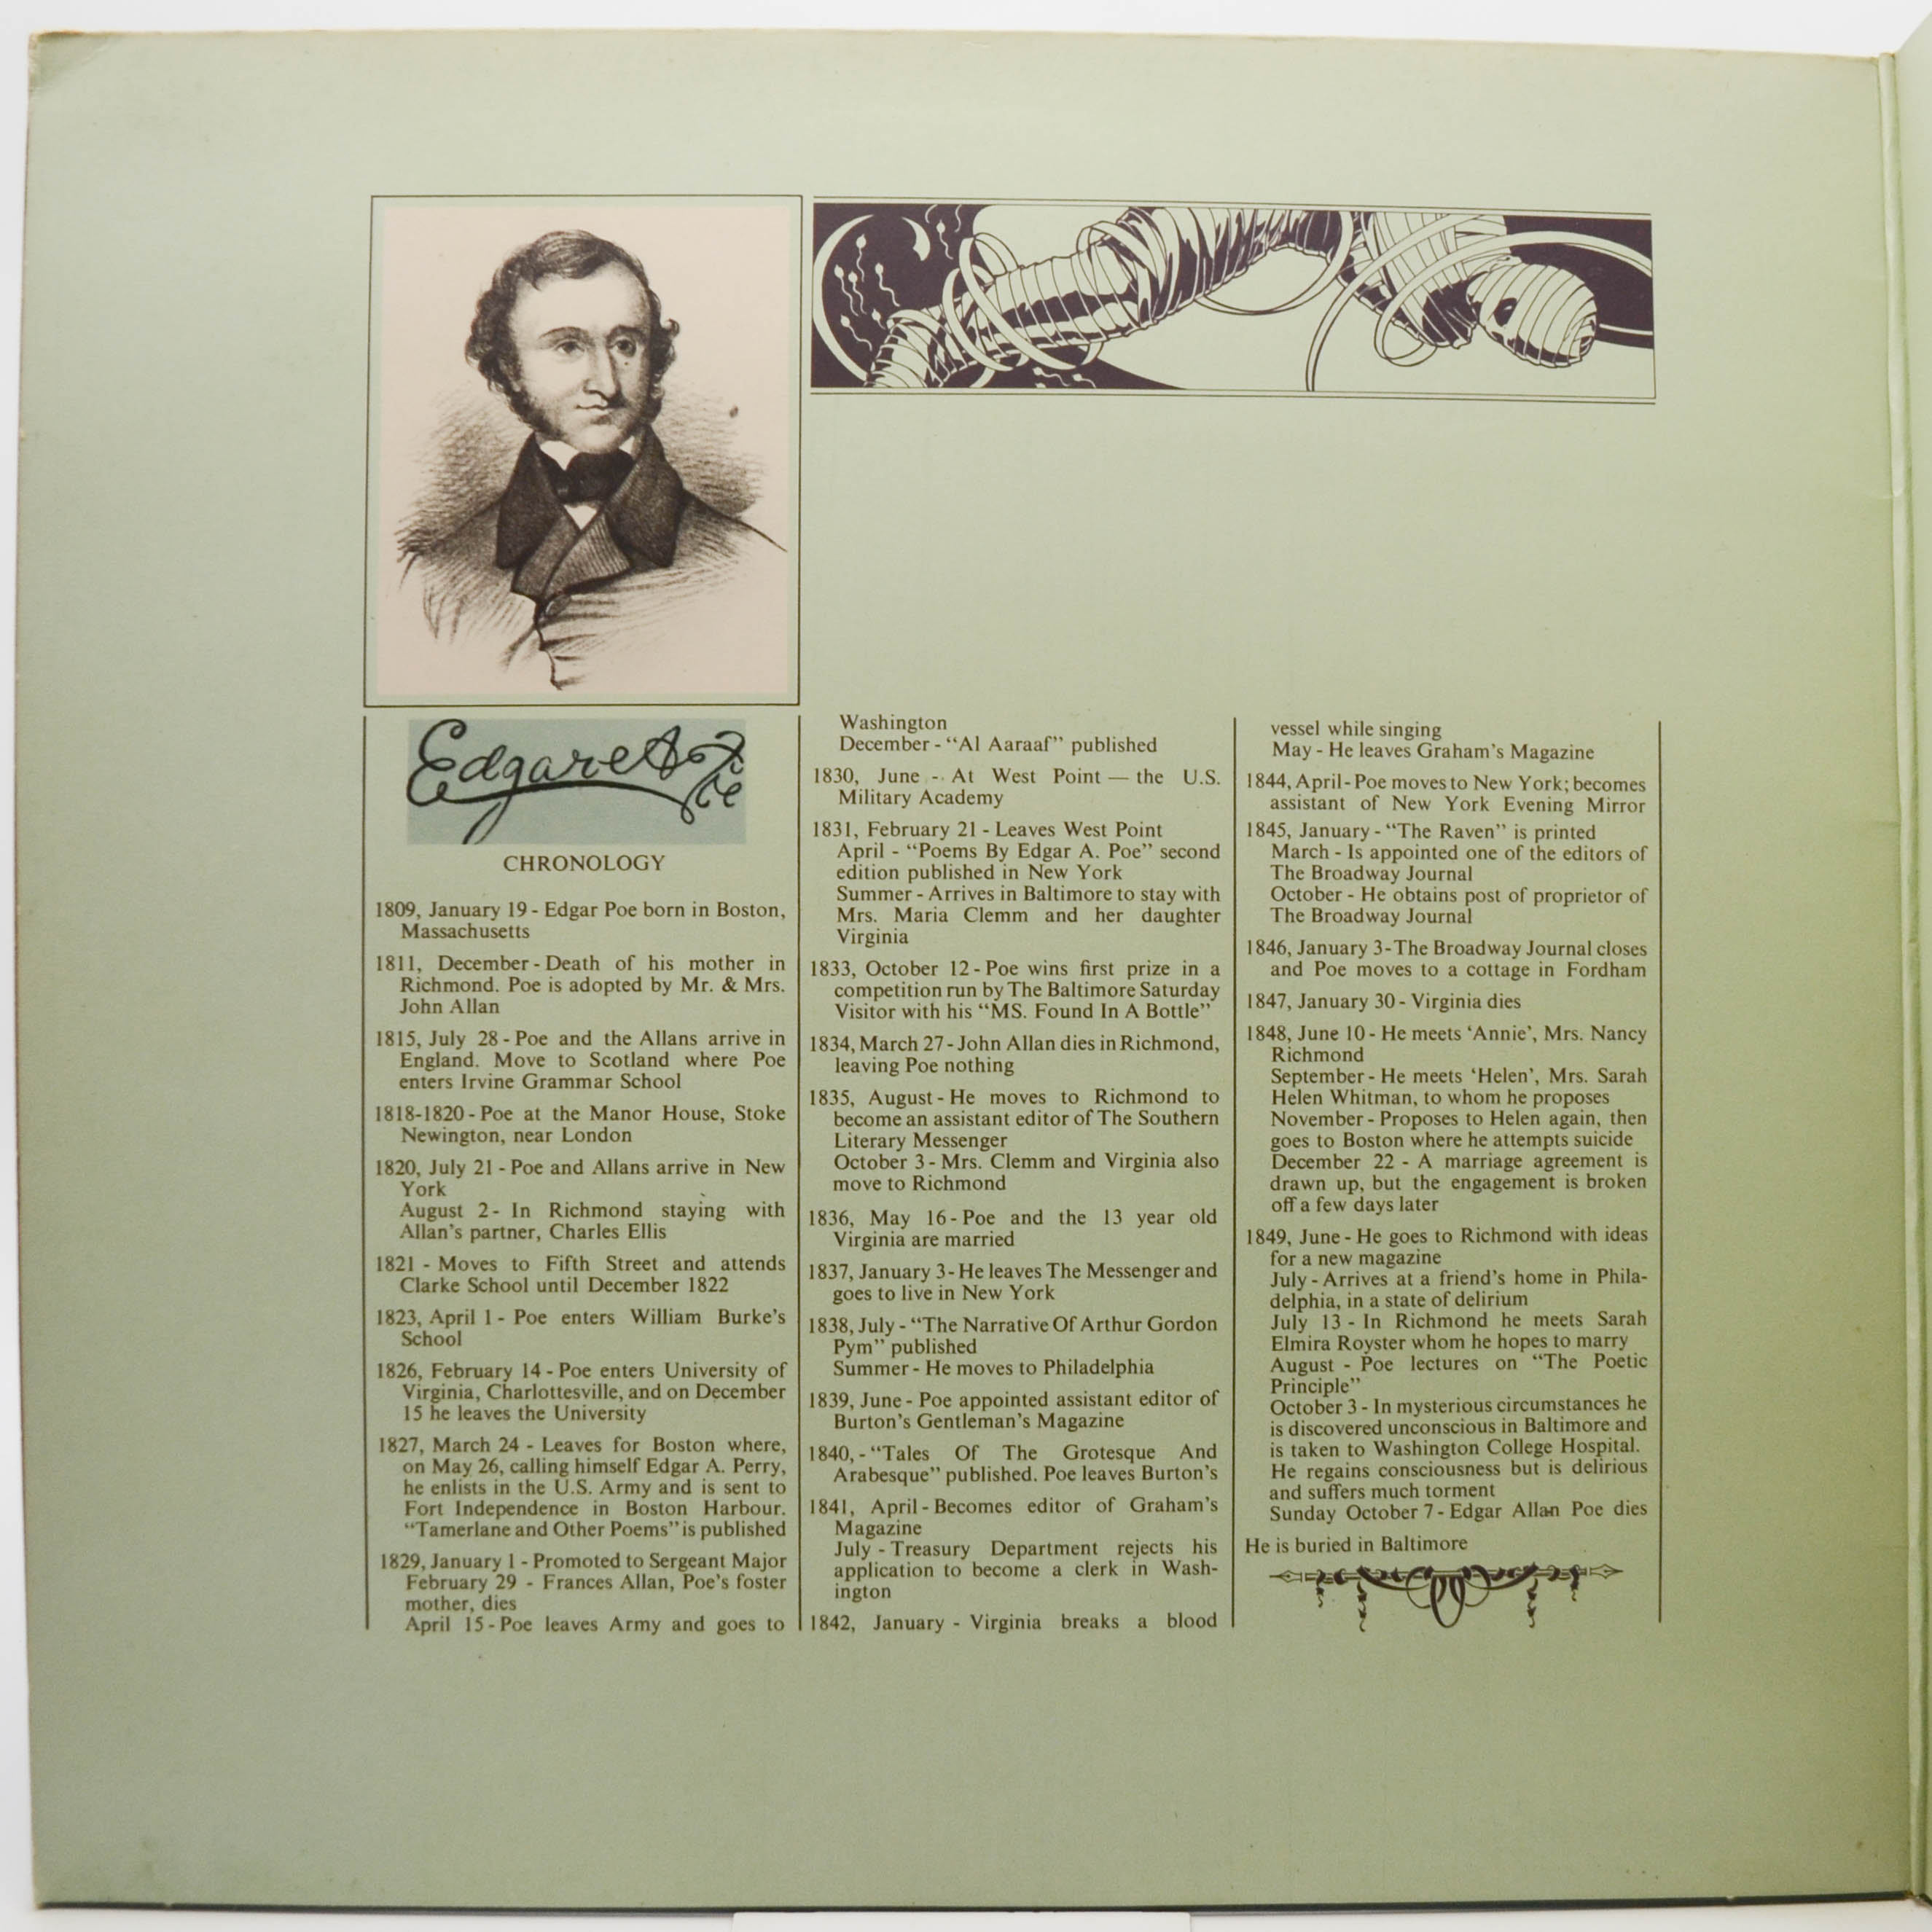 Edgar A Poe
CHRONOLOGY
1809, January 19 - Edgar Poe born in Boston,
Massachusetts
1811, December - Death of his mother in
Richmond. Poe is adopted by Mr. & Mrs.
John Allan
1815, July 28 - Poe and the Allans arrive in
England. Move to Scotland where Poe
enters Irvine Grammar School
1818-1820 - Poe at the Manor House, Stoke
Newington, near London
1820, July 21 - Poe and Allans arrive in New
York
August 2 - In Richmond staying with
Allan's partner, Charles Ellis
1821 - Moves to Fifth Street and attends
Clarke School until December 1822
1823, April 1 - Poe enters William Burke's
School
1826, February 14 - Poe enters University of
Virginia, Charlottesville, and on December
15 he leaves the University
1827, March 24 - Leaves for Boston where,
on May 26, calling himself Edgar A. Perry,
he enlists in the U.S. Army and is sent to
Fort Independence in Boston Harbour.
"Tamerlane and Other Poems" is published
1829, January 1 - Promoted to Sergeant Major
February 29 - Frances Allan, Poe's foster
mother, dies
April 15 - Poe leaves Army and goes to
Washington
December - "Al Aaraaf" published
1830, June - At West Point — the U.S.
Military Academy
1831, February 21 - Leaves West Point
April - "Poems By Edgar A. Poe" second
edition published in New York
Summer - Arrives in Baltimore to stay with
Mrs. Maria Clemm and her daughter
Virginia
1833, October 12 - Poe wins first prize in a
competition run by The Baltimore Saturday
Visitor with his "MS. Found In A Bottle"
1834, March 27 - John Allan dies in Richmond,
leaving Poe nothing
1835, August - He moves to Richmond to
become an assistant editor of The Southern
Literary Messenger
October 3 - Mrs. Clemm and Virginia also
move to Richmond
1836, May 16 - Poe and the 13 year old
Virginia are married
1837, January 3 - He leaves The Messenger and
goes to live in New York
1838, July - "The Narrative Of Arthur Gordon
Pym" published
Summer - He moves to Philadelphia
1839, June - Poe appointed assistant editor of
Burton's Gentleman's Magazine
1840, - "Tales Of The Grotesque And
Arabesque" published. Poe leaves Burton's
1841, April - Becomes editor of Graham's
Magazine
July - Treasury Department rejects his
application to become a clerk in Wash-
ington
1842, January - Virginia breaks a blood
vessel while singing
May - He leaves Graham's Magazine
1844, April - Poe moves to New York; becomes
assistant of New York Evening Mirror
1845, January - "The Raven" is printed
March - Is appointed one of the editors of
The Broadway Journal
October - He obtains post of proprietor of
The Broadway Journal
1846, January 3 - The Broadway Journal closes
and Poe moves to a cottage in Fordham
1847, January 30 - Virginia dies
1848, June 10 - He meets 'Annie', Mrs. Nancy
Richmond
September - He meets 'Helen', Mrs. Sarah
Helen Whitman, to whom he proposes
November - Proposes to Helen again, then
goes to Boston where he attempts suicide
December 22 - A marriage agreement is
drawn up, but the engagement is broken
off a few days later
1849, June - He goes to Richmond with ideas
for a new magazine
July - Arrives at a friend's home in Phila-
delphia, in a state of delirium
July 13 - In Richmond he meets Sarah
Elmira Royster whom he hopes to marry
August - Poe lectures on "The Poetic
Principle"
October 3 - In mysterious circumstances he
is discovered unconscious in Baltimore and
is taken to Washington College Hospital.
He regains consciousness but is delirious
and suffers much torment
Sunday October 7 - Edgar Allan Poe dies
He is buried in Baltimore